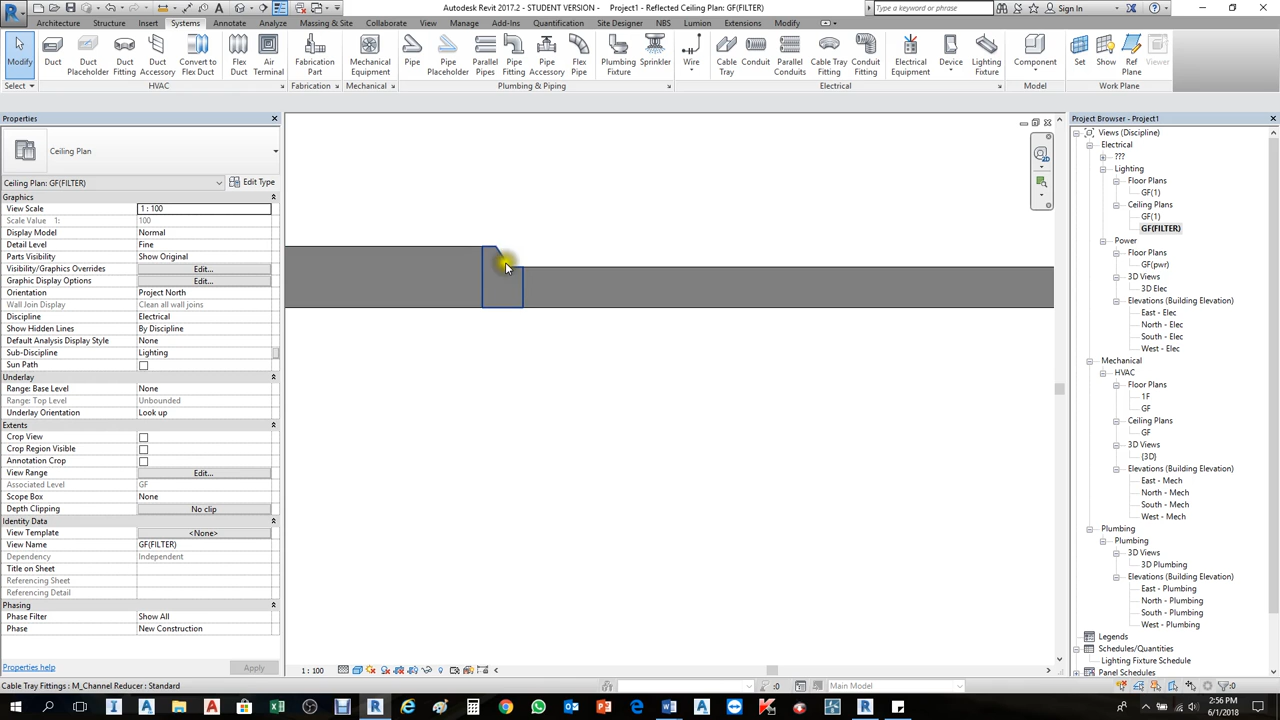 Autodesk Revit 2017.2 - STUDENT VERSION - Project1 - Reflected Ceiling Plan: GF(FILTER)
Type a keyword or phrase
Sign In
Architecture Structure Insert Systems Annotate Analyze Massing & Site Collaborate View Manage Add-Ins Quantification Site Designer NBS Lumion Extensions Modify
Modify
Duct
Duct Placeholder
Duct Fitting
Duct Accessory
Convert to Flex Duct
Flex Duct
Air Terminal
Fabrication Part
Mechanical Equipment
Pipe
Pipe Placeholder
Parallel Pipes
Pipe Fitting
Pipe Accessory
Flex Pipe
Plumbing Fixture
Sprinkler
Wire
Cable Tray
Conduit
Parallel Conduits
Cable Tray Fitting
Conduit Fitting
Electrical Equipment
Device
Lighting Fixture
Component
Set
Show
Ref Plane
Viewer
Select HVAC Fabrication Mechanical Plumbing & Piping Electrical Model Work Plane
Properties
Ceiling Plan
Ceiling Plan: GF(FILTER) Edit Type
Graphics
View Scale 1 : 100
Scale Value 1: 100
Display Model Normal
Detail Level Fine
Parts Visibility Show Original
Visibility/Graphics Overrides Edit...
Graphic Display Options Edit...
Orientation Project North
Wall Join Display Clean all wall joins
Discipline Electrical
Show Hidden Lines By Discipline
Default Analysis Display Style None
Sub-Discipline Lighting
Sun Path
Underlay
Range: Base Level None
Range: Top Level Unbounded
Underlay Orientation Look up
Extents
Crop View
Crop Region Visible
Annotation Crop
View Range Edit...
Associated Level GF
Scope Box None
Depth Clipping No clip
Identity Data
View Template <None>
View Name GF(FILTER)
Dependency Independent
Title on Sheet
Referencing Sheet
Referencing Detail
Phasing
Phase Filter Show All
Phase New Construction
Properties help Apply
1 : 100
Project Browser - Project1
Views (Discipline)
Electrical
???
Lighting
Floor Plans
GF(1)
Ceiling Plans
GF(1)
GF(FILTER)
Power
Floor Plans
GF(pwr)
3D Views
3D Elec
Elevations (Building Elevation)
East - Elec
North - Elec
South - Elec
West - Elec
Mechanical
HVAC
Floor Plans
1F
GF
Ceiling Plans
GF
3D Views
{3D}
Elevations (Building Elevation)
East - Mech
North - Mech
South - Mech
West - Mech
Plumbing
Plumbing
3D Views
3D Plumbing
Elevations (Building Elevation)
East - Plumbing
North - Plumbing
South - Plumbing
West - Plumbing
Legends
Schedules/Quantities
Lighting Fixture Schedule
Panel Schedules
Cable Tray Fittings : M_Channel Reducer : Standard
:0
Main Model
:0
2:56 PM
6/1/2018